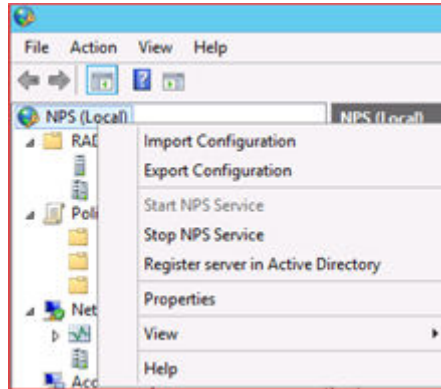 File Action View Help
NPS (Local)
NPS (Local)
Import Configuration
Export Configuration
Start NPS Service
Stop NPS Service
Register server in Active Directory
Properties
View
Help
RAD
Poli
Net
Acc